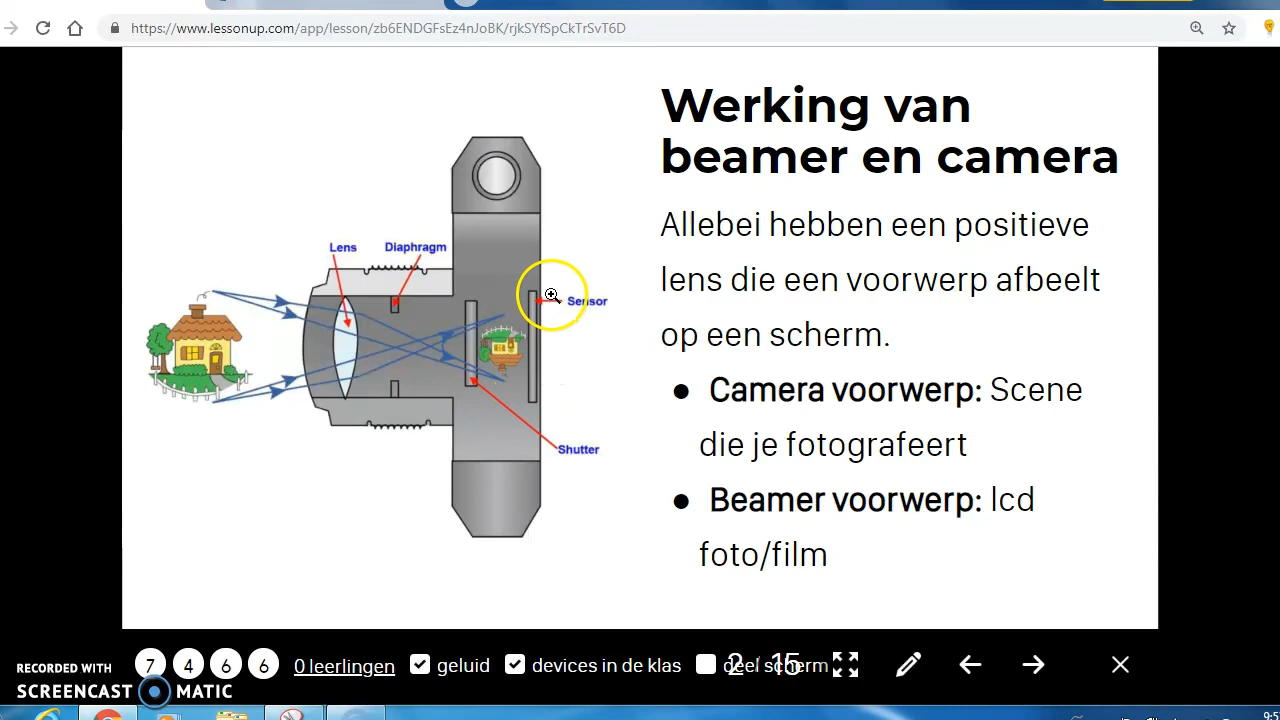 https://www.lessonup.com/app/lesson/zb6ENDGFsEz4nJoBK/rjkSYfSpCkTrSvT6D
Werking van
beamer en camera
Allebei hebben een positieve
lens die een voorwerp afbeelt
op een scherm.
● Camera voorwerp: Scene
die je fotografeert
● Beamer voorwerp: lcd
foto/film
Lens
Diaphragm
Sensor
Shutter
RECORDED WITH
SCREENCAST MATIC
7 4 6 6 0 leerlingen geluid devices in de klas deel scherm 2 / 15